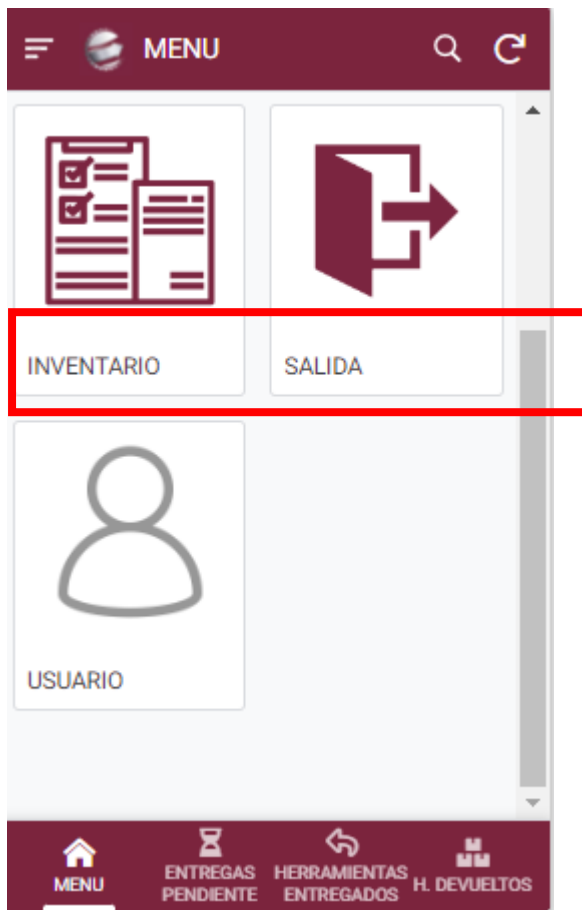 MENU
INVENTARIO
SALIDA
USUARIO
MENU
ENTREGAS
PENDIENTE
HERRAMIENTAS
ENTREGADOS
H. DEVUELTOS